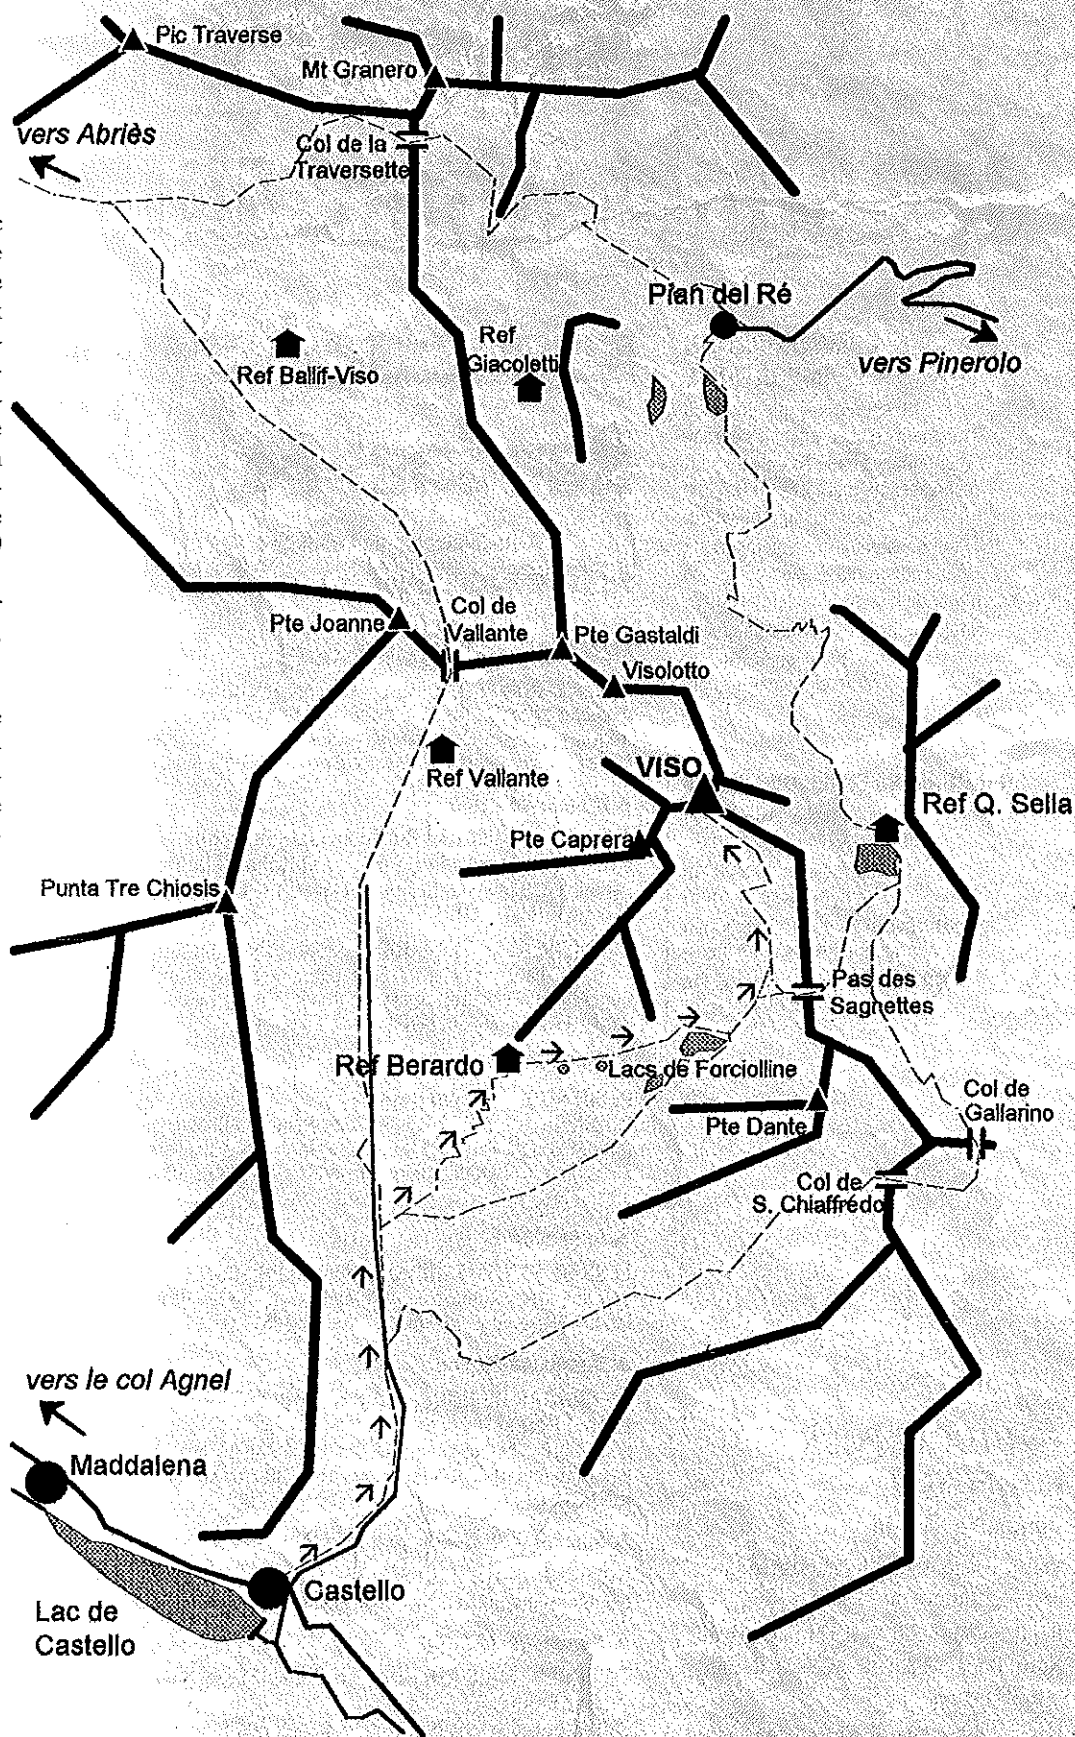 Pic Traverse
Mt Granero
vers Abriès
Col de la
Traversette
Pian del Ré
Ref
Giacoletti
vers Pinerolo
Ref Ballif-Viso
Col de
Vallante
Pte Joanne
Pte Gastaldi
Visolotto
Ref Vallante
VISO
Ref Q. Sella
Pte Caprera
Punta Tre Chiosis
Pas des
Sagnettes
Ref Berardo
Lacs de Forciolline
Col de
Gallarino
Pte Dante
Col de
S. Chiaffrédo
vers le col Agnel
Maddalena
Castello
Lac de
Castello